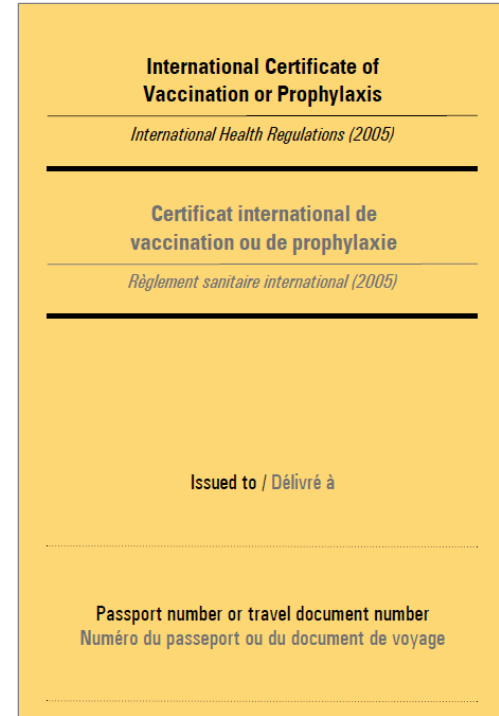 International Certificate of
Vaccination or Prophylaxis
International Health Regulations (2005)
Certificat international de
vaccination ou de prophylaxie
Règlement sanitaire international (2005)
Issued to / Délivré à
Passport number or travel document number
Numéro du passeport ou du document de voyage